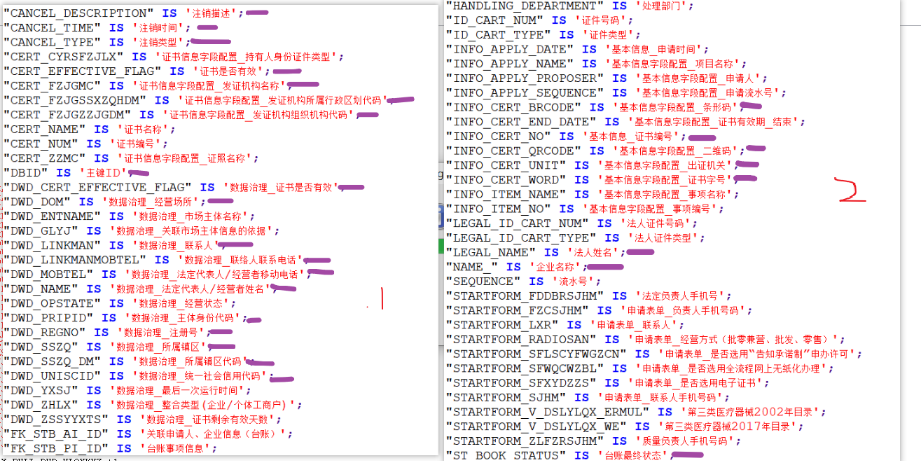 "CANCEL_DESCRIPTION" IS '注销描述';
"CANCEL_TIME" IS '注销时间';
"CANCEL_TYPE" IS '注销类型';
"CERT_CYRSFZJLX" IS '证书信息字段配置_持有人身份证件类型';
"CERT_EFFECTIVE_FLAG" IS '证书是否有效';
"CERT_FZJGMC" IS '证书信息字段配置_发证机构名称';
"CERT_FZJGSSXZQHDM" IS '证书信息字段配置_发证机构所属行政区划代码';
"CERT_FZJGZZJGDM" IS '证书信息字段配置_发证机构组织机构代码';
"CERT_NAME" IS '证书名称';
"CERT_NUM" IS '证书编号';
"CERT_ZZMC" IS '证书信息字段配置_证照名称';
"DBID" IS '主键ID';
"DWD_CERT_EFFECTIVE_FLAG" IS '数据治理_证书是否有效';
"DWD_DOM" IS '数据治理_经营场所';
"DWD_ENTNAME" IS '数据治理_市场主体名称';
"DWD_GLYJ" IS '数据治理_关联市场主体信息的依据';
"DWD_LINKMAN" IS '数据治理_联系人';
"DWD_LINKMANMOBTEL" IS '数据治理_联络人联系电话';
"DWD_MOBTEL" IS '数据治理_法定代表人/经营者移动电话';
"DWD_NAME" IS '数据治理_法定代表人/经营者姓名';
"DWD_OPSTATE" IS '数据治理_经营状态';
"DWD_PRIPID" IS '数据治理_主体身份代码';
"DWD_REGNO" IS '数据治理_注册号';
"DWD_SSZQ" IS '数据治理_所属镇区';
"DWD_SSZQ_DM" IS '数据治理_所属镇区代码';
"DWD_UNISCID" IS '数据治理_统一社会信用代码';
"DWD_YXSJ" IS '数据治理_最后一次运行时间';
"DWD_ZHLX" IS '数据治理_整合类型(企业/个体工商户)';
"DWD_ZSSYYXTS" IS '数据治理_证书剩余有效天数';
"FK_STB_AI_ID" IS '关联申请人、企业信息（台账）';
"FK_STB_PI_ID" IS '台账事项信息';
1
"HANDLING_DEPARTMENT" IS '处理部门';
"ID_CART_NUM" IS '证件号码';
"ID_CART_TYPE" IS '证件类型';
"INFO_APPLY_DATE" IS '基本信息_申请时间';
"INFO_APPLY_NAME" IS '基本信息字段配置_项目名称';
"INFO_APPLY_PROPOSER" IS '基本信息字段配置_申请人';
"INFO_APPLY_SEQUENCE" IS '基本信息字段配置_申请流水号';
"INFO_CERT_BRCODE" IS '基本信息字段配置_条形码';
"INFO_CERT_END_DATE" IS '基本信息字段配置_证书有效期_结束';
"INFO_CERT_NO" IS '基本信息_证书编号';
"INFO_CERT_QRCODE" IS '基本信息字段配置_二维码';
"INFO_CERT_UNIT" IS '基本信息字段配置_出证机关';
"INFO_CERT_WORD" IS '基本信息字段配置_证书字号';
"INFO_ITEM_NAME" IS '基本信息字段配置_事项名称';
"INFO_ITEM_NO" IS '基本信息字段配置_事项编号';
"LEGAL_ID_CART_NUM" IS '法人证件号码';
"LEGAL_ID_CART_TYPE" IS '法人证件类型';
"LEGAL_NAME" IS '法人姓名';
"NAME_" IS '企业名称';
"SEQUENCE" IS '流水号';
"STARTFORM_FDDBRSJHM" IS '法定负责人手机号';
"STARTFORM_FZCSJHM" IS '申请表单_负责人手机号码';
"STARTFORM_LXR" IS '申请表单_联系人';
"STARTFORM_RADIOSAN" IS '申请表单_经营方式（批零兼营、批发、零售）';
"STARTFORM_SFLSCYFWGZCN" IS '申请表单_是否选用“告知承诺制”申办许可';
"STARTFORM_SFWQCWZBL" IS '申请表单_是否选用全流程网上无纸化办理';
"STARTFORM_SFXYDZZS" IS '申请表单_是否选用电子证书';
"STARTFORM_SJHM" IS '申请表单_联系人手机号码';
"STARTFORM_V_DSLYLQX_ERMUL" IS '第三类医疗器械2002年目录';
"STARTFORM_V_DSLYLQX_WE" IS '第三类医疗器械2017年目录';
"STARTFORM_ZLFZRSJHM" IS '质量负责人手机号码';
"ST_BOOK_STATUS" IS '台账最终状态';
2